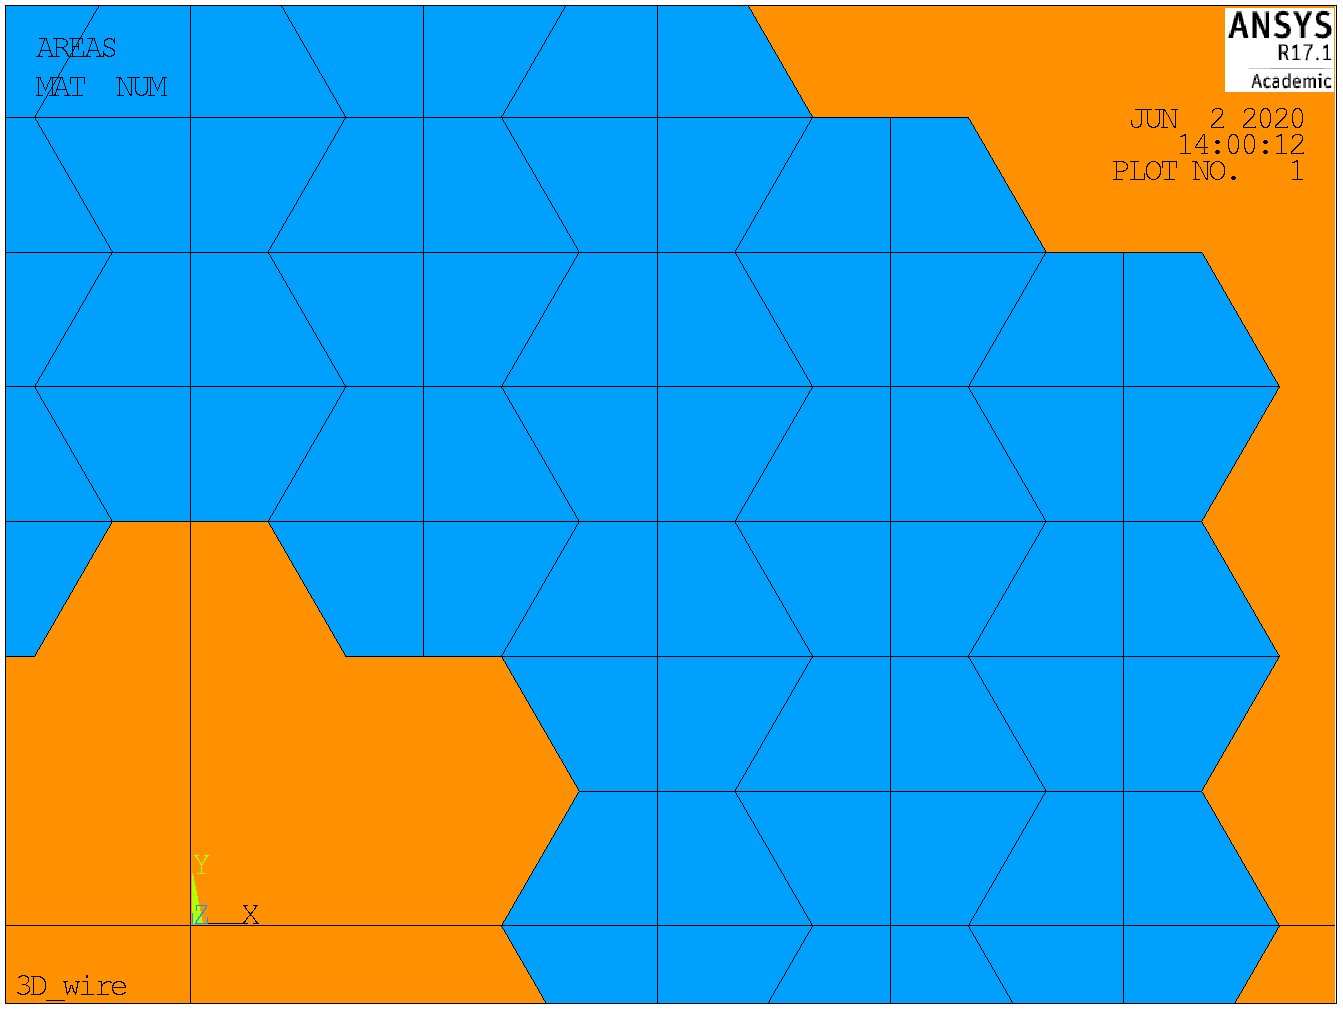 AREAS
MAT NUM
ANSYS
R17.1
Academic
JUN 2 2020
14:00:12
PLOT NO. 1
Y
Z X
3D_wire